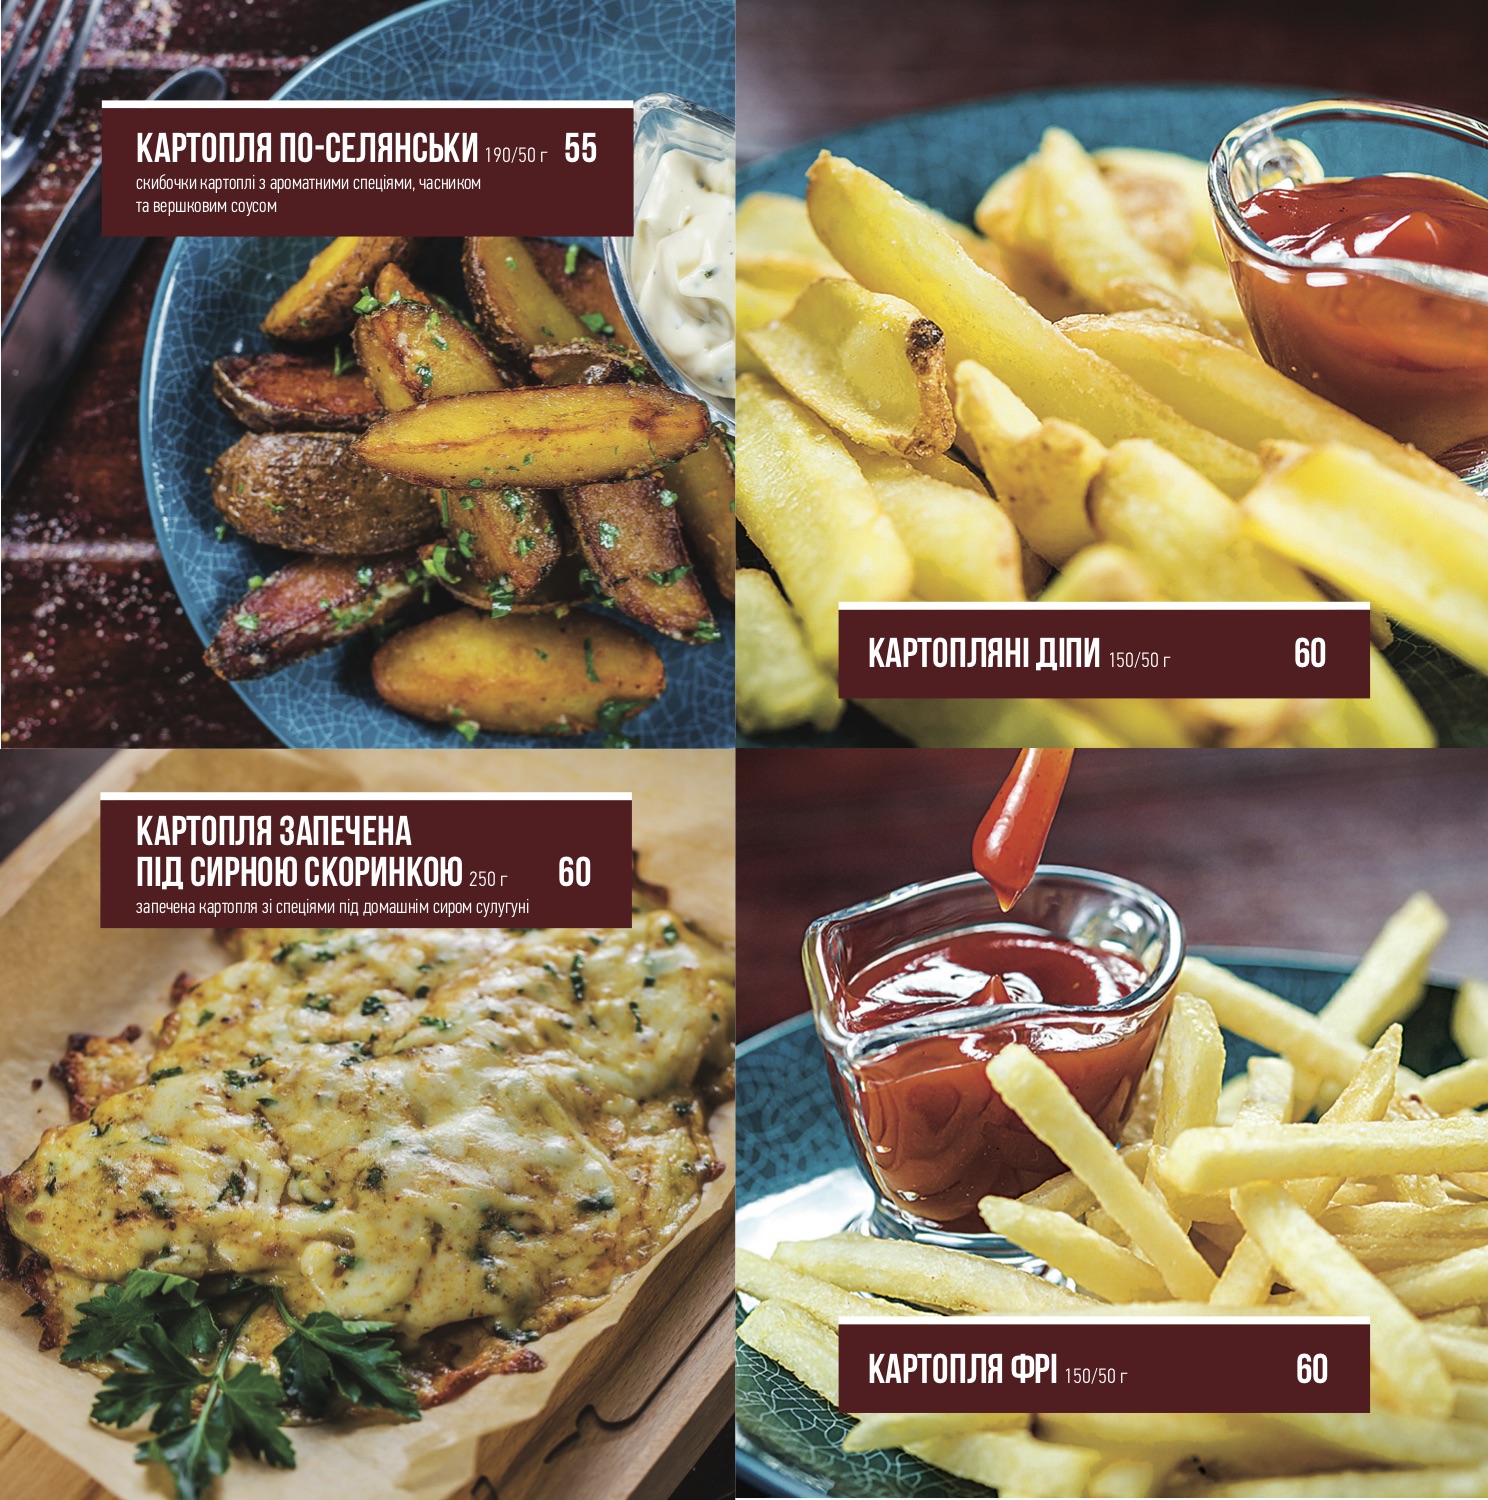 КАРТОПЛЯ ПО-СЕЛЯНСЬКИ 190/50 г 55
скибочки картоплі з ароматними спеціями, часником
та вершковим соусом
КАРТОПЛЯНІ ДІПИ 150/50 г 60
КАРТОПЛЯ ЗАПЕЧЕНА
ПІД СИРНОЮ СКОРИНКОЮ 250 г 60
запечена картопля зі спеціями під домашнім сиром сулугуні
КАРТОПЛЯ ФРІ 150/50 г 60